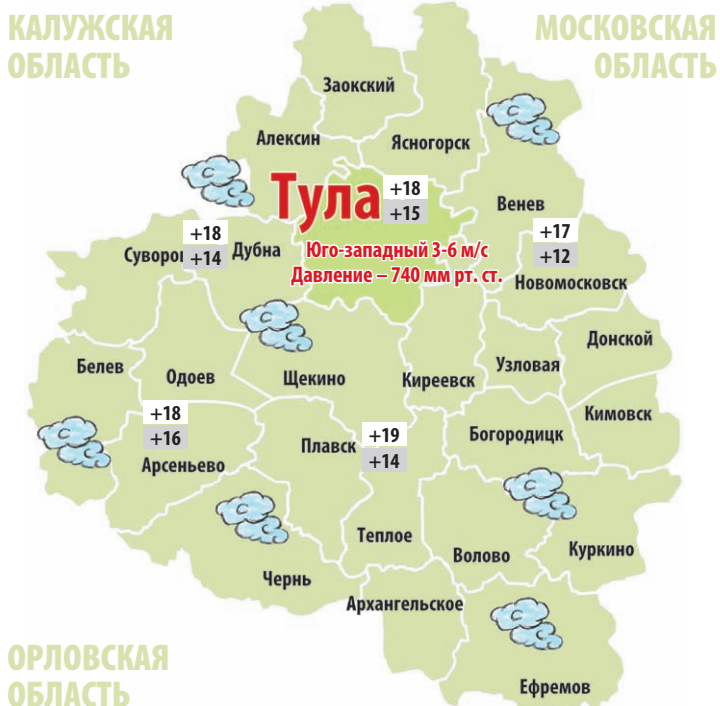 КАЛУЖСКАЯ
ОБЛАСТЬ
МОСКОВСКАЯ
ОБЛАСТЬ
Заокский
Алексин
Ясногорск
Тула
+18
+15
Венев
Юго-западный 3-6 м/с
Давление – 740 мм рт. ст.
+18
+14
Суворов
Дубна
+17
+12
Новомосковск
Донской
Белев
Одоев
Щекино
Киреевск
Узловая
Кимовск
+18
+16
Арсеньево
Плавск
+19
+14
Богородицк
Теплое
Волово
Куркино
Чернь
Архангельское
Ефремов
ОРЛОВСКАЯ
ОБЛАСТЬ